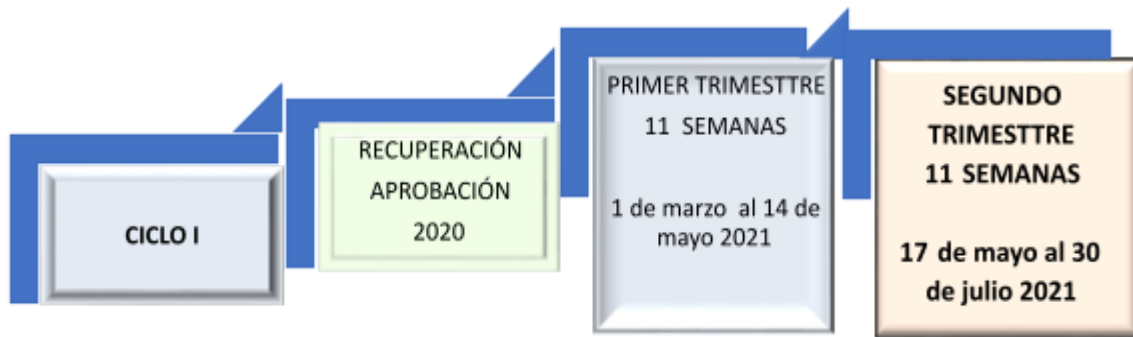 CICLO I
RECUPERACIÓN
APROBACIÓN
2020
PRIMER TRIMESTTRE
11 SEMANAS
1 de marzo al 14 de
mayo 2021
SEGUNDO
TRIMESTTRE
11 SEMANAS
17 de mayo al 30
de julio 2021